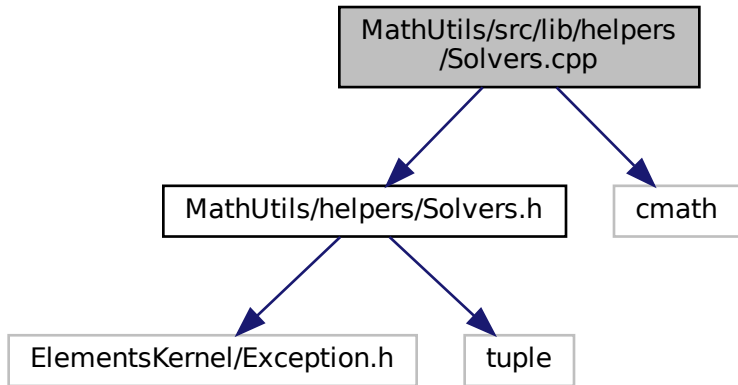 MathUtils/src/lib/helpers
/Solvers.cpp
MathUtils/helpers/Solvers.h
cmath
ElementsKernel/Exception.h
tuple